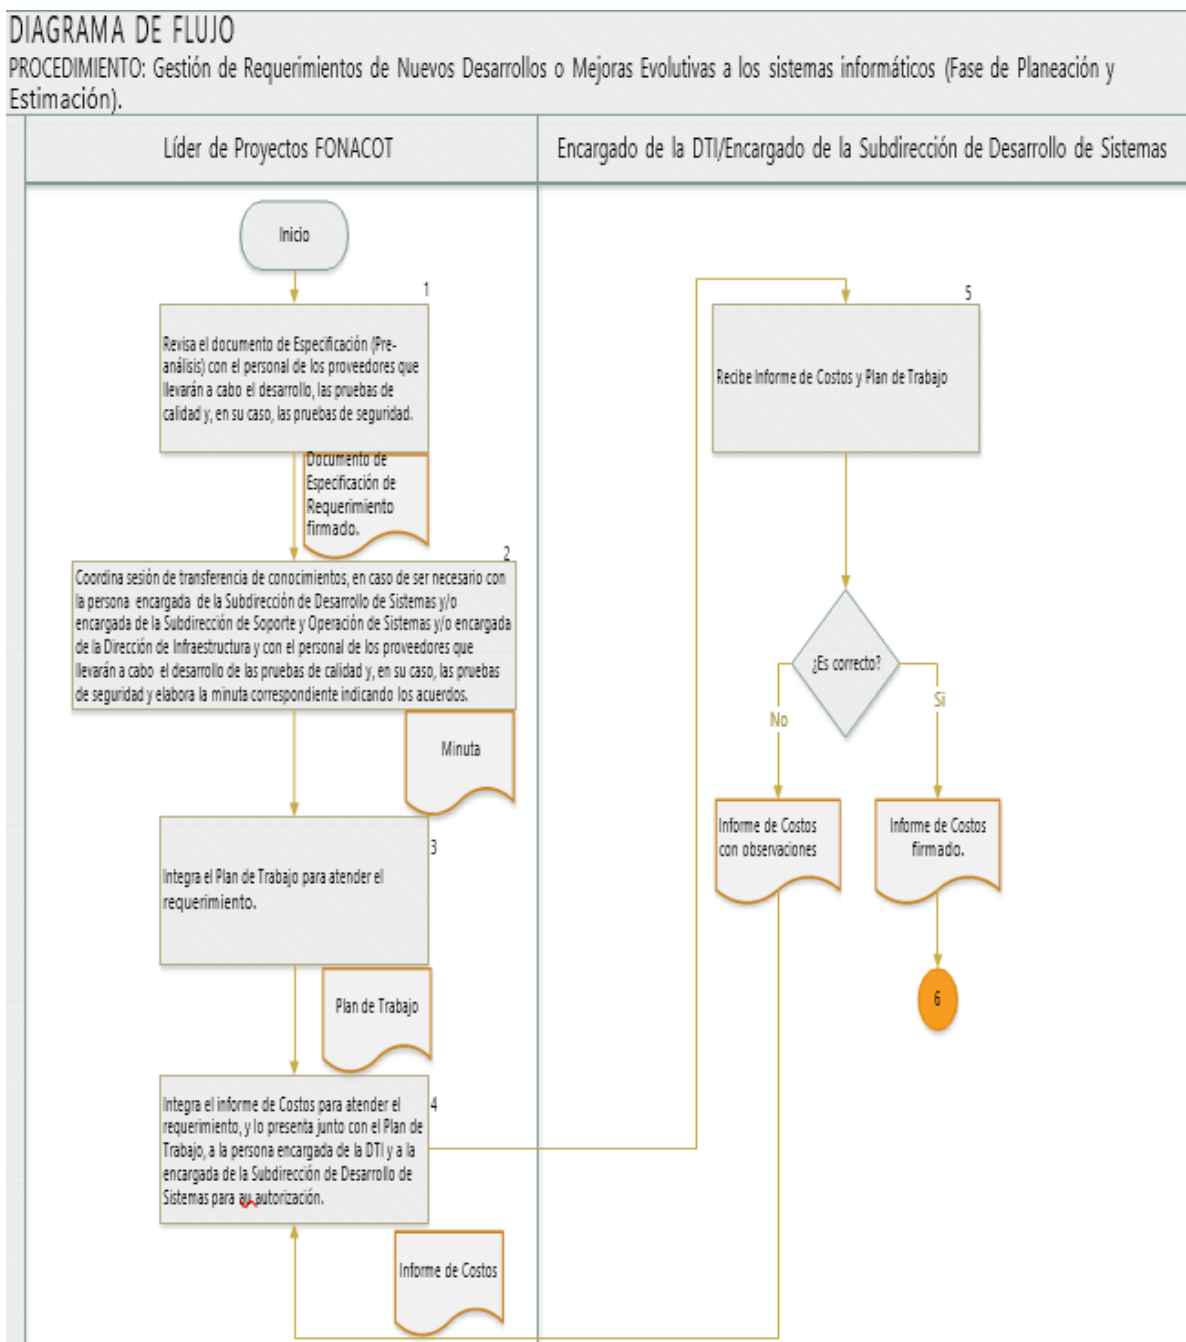 DIAGRAMA DE FLUJO
PROCEDIMIENTO: Gestión de Requerimientos de Nuevos Desarrollos o Mejoras Evolutivas a los sistemas informáticos (Fase de Planeación y
Estimación).
Líder de Proyectos FONACOT
Encargado de la DTI/Encargado de la Subdirección de Desarrollo de Sistemas
Inicio
1
Revisa el documento de Especificación (Pre-
análisis) con el personal de los proveedores que
llevarán a cabo el desarrollo, las pruebas de
calidad y, en su caso, las pruebas de seguridad.
Documento de
Especificación de
Requerimiento
firmado.
2
Coordina sesión de transferencia de conocimientos, en caso de ser necesario con
la persona encargada de la Subdirección de Desarrollo de Sistemas y/o
encargada de la Subdirección de Soporte y Operación de Sistemas y/o encargada
de la Dirección de Infraestructura y con el personal de los proveedores que
llevarán a cabo el desarrollo de las pruebas de calidad y, en su caso, las pruebas
de seguridad y elabora la minuta correspondiente indicando los acuerdos.
Minuta
3
Integra el Plan de Trabajo para atender el
requerimiento.
Plan de Trabajo
4
Integra el informe de Costos para atender el
requerimiento, y lo presenta junto con el Plan de
Trabajo, a la persona encargada de la DTI y a la
encargada de la Subdirección de Desarrollo de
Sistemas para au autorización.
Informe de Costos
5
Recibe Informe de Costos y Plan de Trabajo
¿Es correcto?
No
Si
Informe de Costos
con observaciones
Informe de Costos
firmado.
6